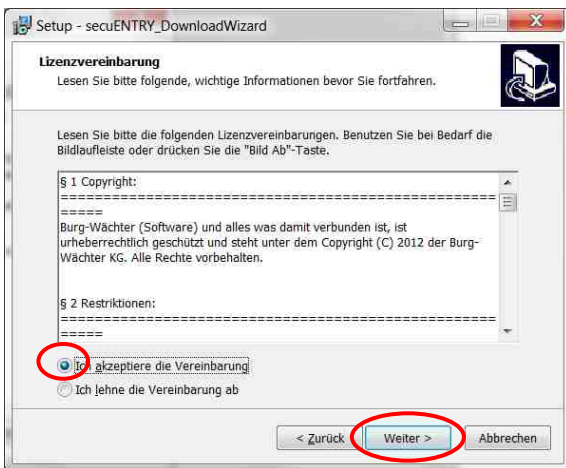 Setup - secuENTRY_DownloadWizard
Lizenzvereinbarung
Lesen Sie bitte folgende, wichtige Informationen bevor Sie fortfahren.
Lesen Sie bitte die folgenden Lizenzvereinbarungen. Benutzen Sie bei Bedarf die
Bildlaufleiste oder drücken Sie die "Bild Ab"-Taste.
§ 1 Copyright:
======================================================
=====
Burg-Wächter (Software) und alles was damit verbunden ist, ist
urheberrechtlich geschützt und steht unter dem Copyright (C) 2012 der Burg-
Wächter KG. Alle Rechte vorbehalten.
§ 2 Restriktionen:
======================================================
=====
Ich akzeptiere die Vereinbarung
Ich lehne die Vereinbarung ab
< Zurück Weiter > Abbrechen